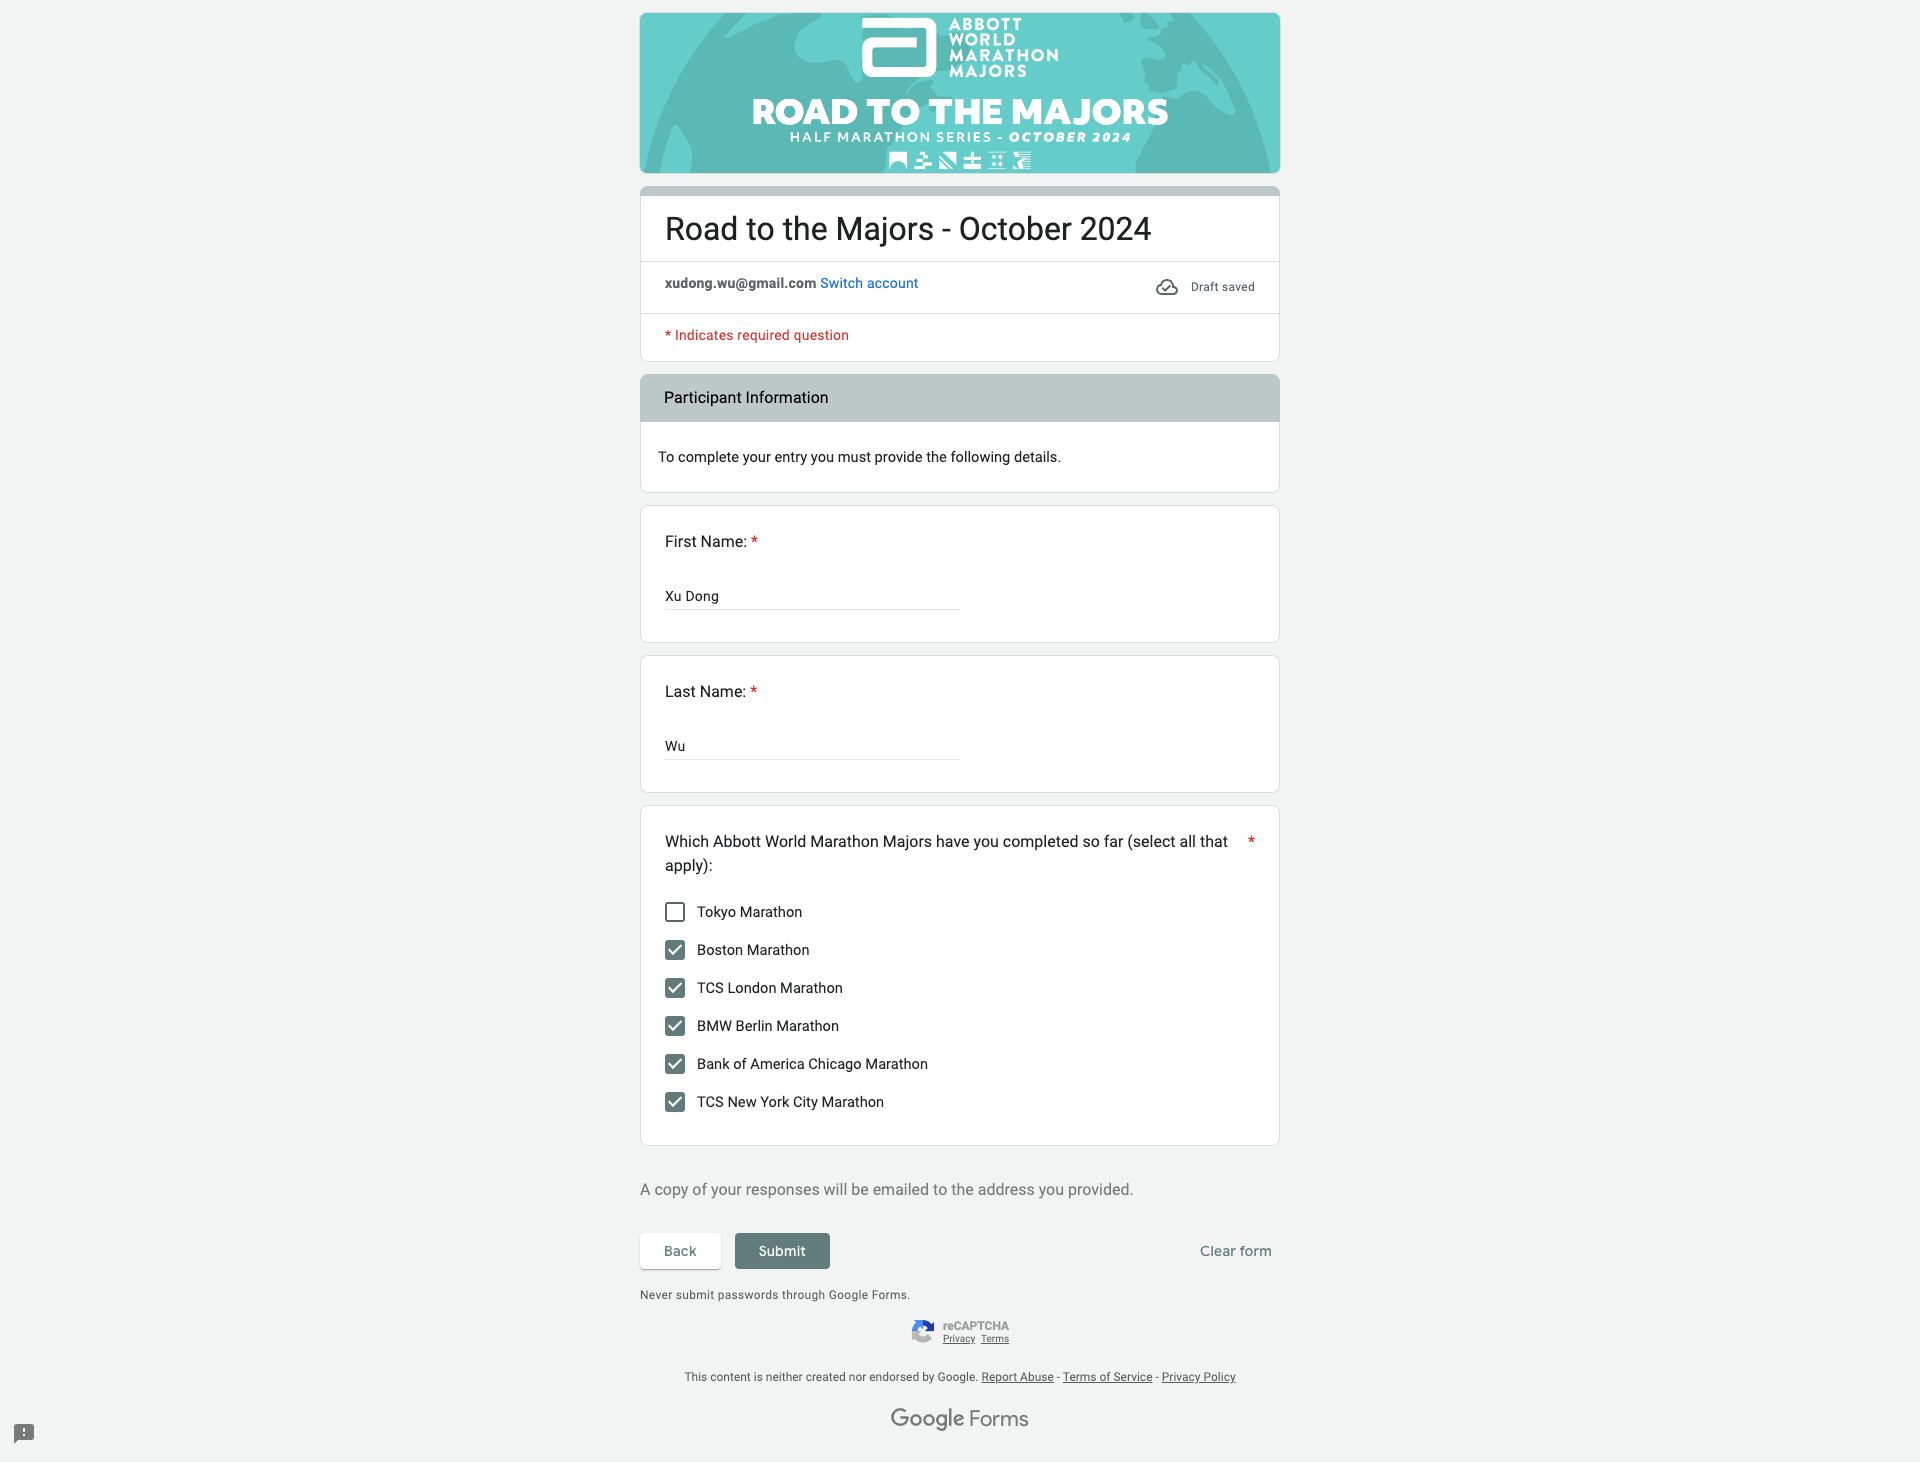 ABBOTT
WORLD
MARATHON
MAJORS
ROAD TO THE MAJORS
HALF MARATHON SERIES - OCTOBER 2024
Road to the Majors - October 2024
xudong.wu@gmail.com Switch account
Draft saved
* Indicates required question
Participant Information
To complete your entry you must provide the following details.
First Name: *
Xu Dong
Last Name: *
Wu
Which Abbott World Marathon Majors have you completed so far (select all that *
apply):
Tokyo Marathon
Boston Marathon
TCS London Marathon
BMW Berlin Marathon
Bank of America Chicago Marathon
TCS New York City Marathon
A copy of your responses will be emailed to the address you provided.
Back Submit Clear form
Never submit passwords through Google Forms.
reCAPTCHA
Privacy Terms
This content is neither created nor endorsed by Google. Report Abuse - Terms of Service - Privacy Policy
Google Forms